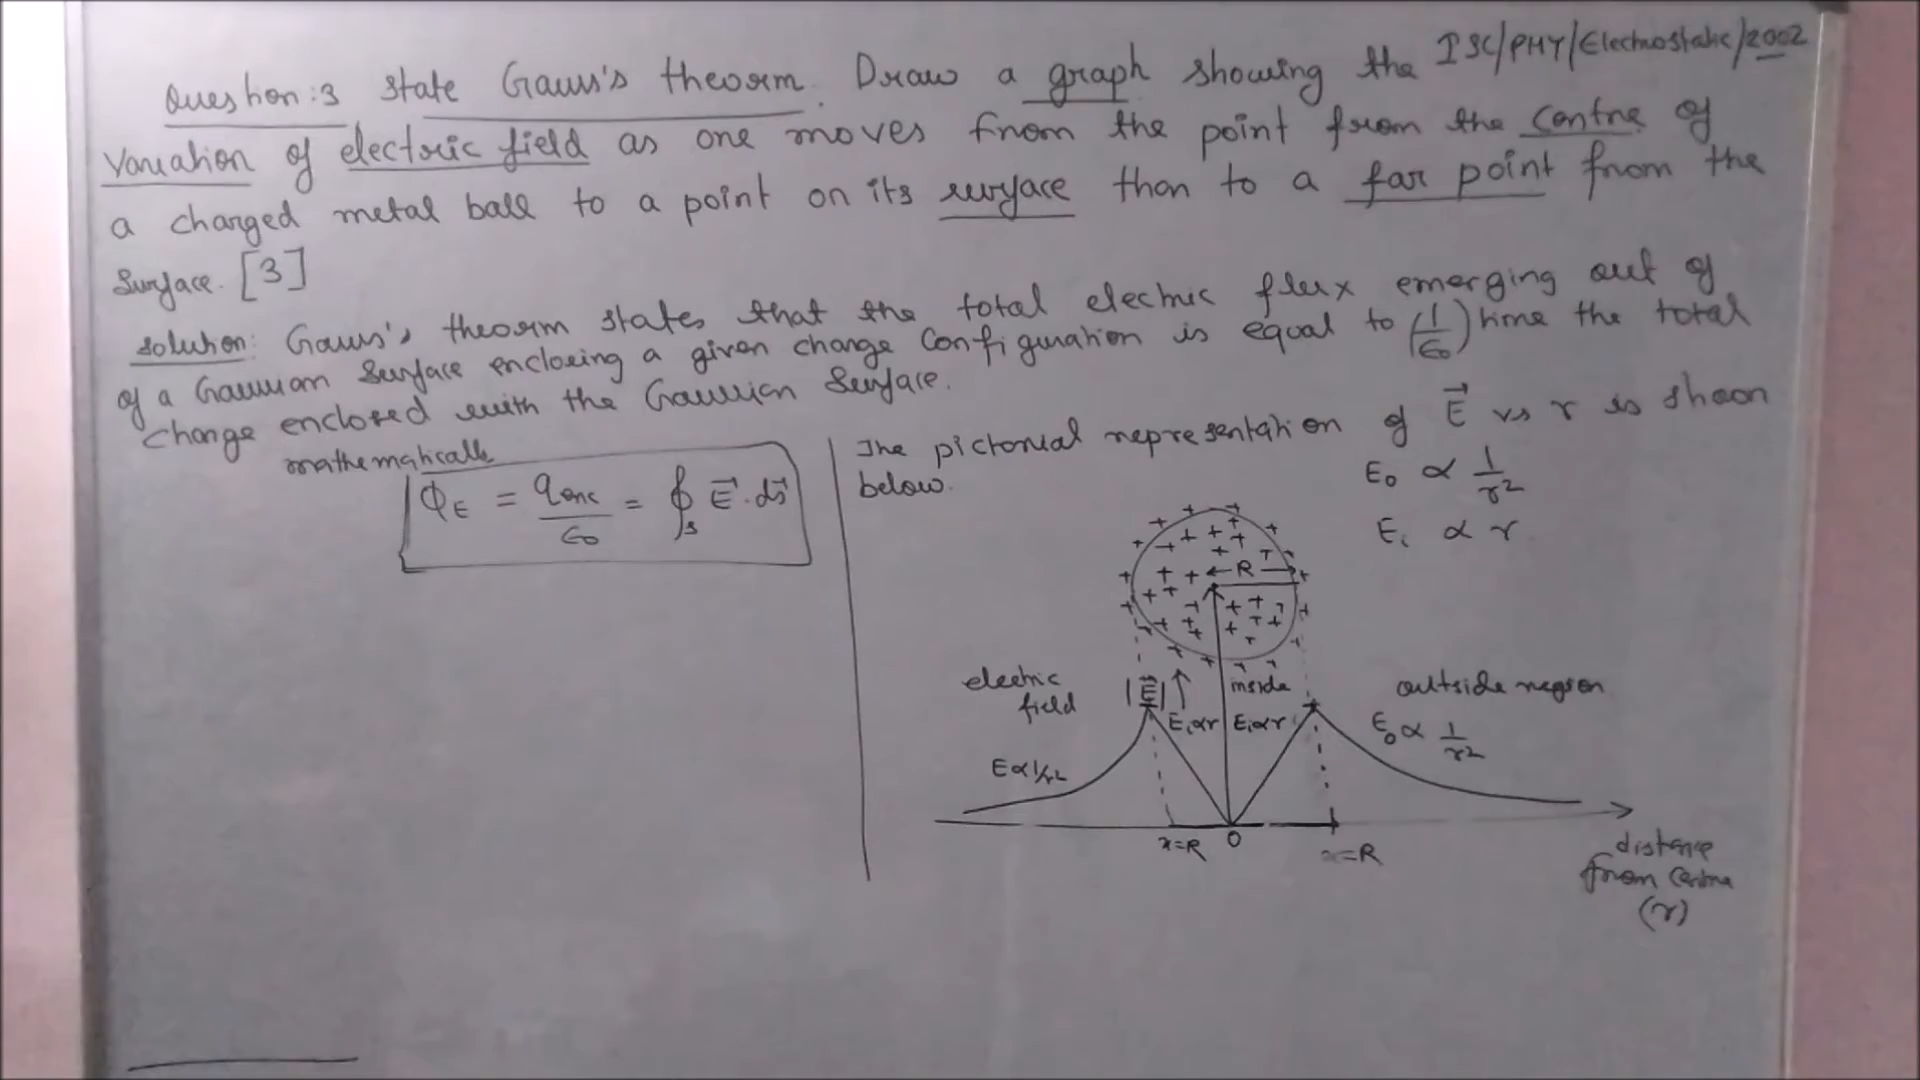 ISC/PHY/Electrostatic/2002
Question:3 state Gauss's theorm. Draw a graph showing the
Variation of electric field as one moves from the point from the Centre of
a charged metal ball to a point on its surface than to a far point from the
Surface. [3]
solution: Gauss's theorm states that the total electric flux emerging out of
of a Gaussian Surface enclosing a given charge Configuration is equal to (1/ε₀) time the total
charge enclosed with the Gaussian Surface.
mathematically
ϕ_E = q_enc/ε₀ = ∮_s E⃗.ds⃗
The pictorial representation of E⃗ vs r is shoon
below.
E₀ ∝ 1/r²
Eᵢ ∝ r
← R →
electric
field
|E⃗|
inside
outside region
Eᵢ∝r
Eᵢ∝r
E₀ ∝ 1/r²
E∝1/r²
x=R
O
x=R
distance
from Centre
(r)